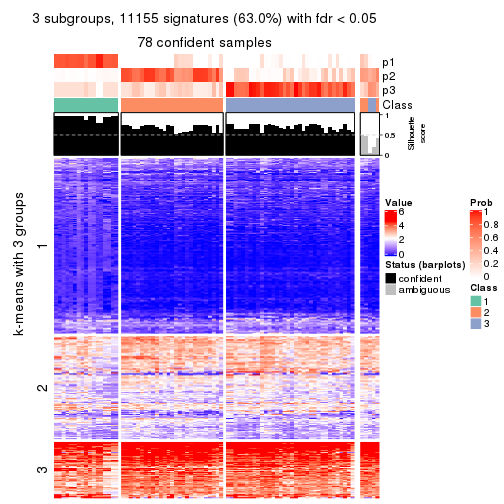 3 subgroups, 11155 signatures (63.0%) with fdr < 0.05
78 confident samples
p1
p2
p3
Class
1
0.5
0
Silhouette
score
k-means with 3 groups
1
2
3
Value
6
4
2
0
Status (barplots)
confident
ambiguous
Prob
1
0.8
0.6
0.4
0.2
0
Class
1
2
3